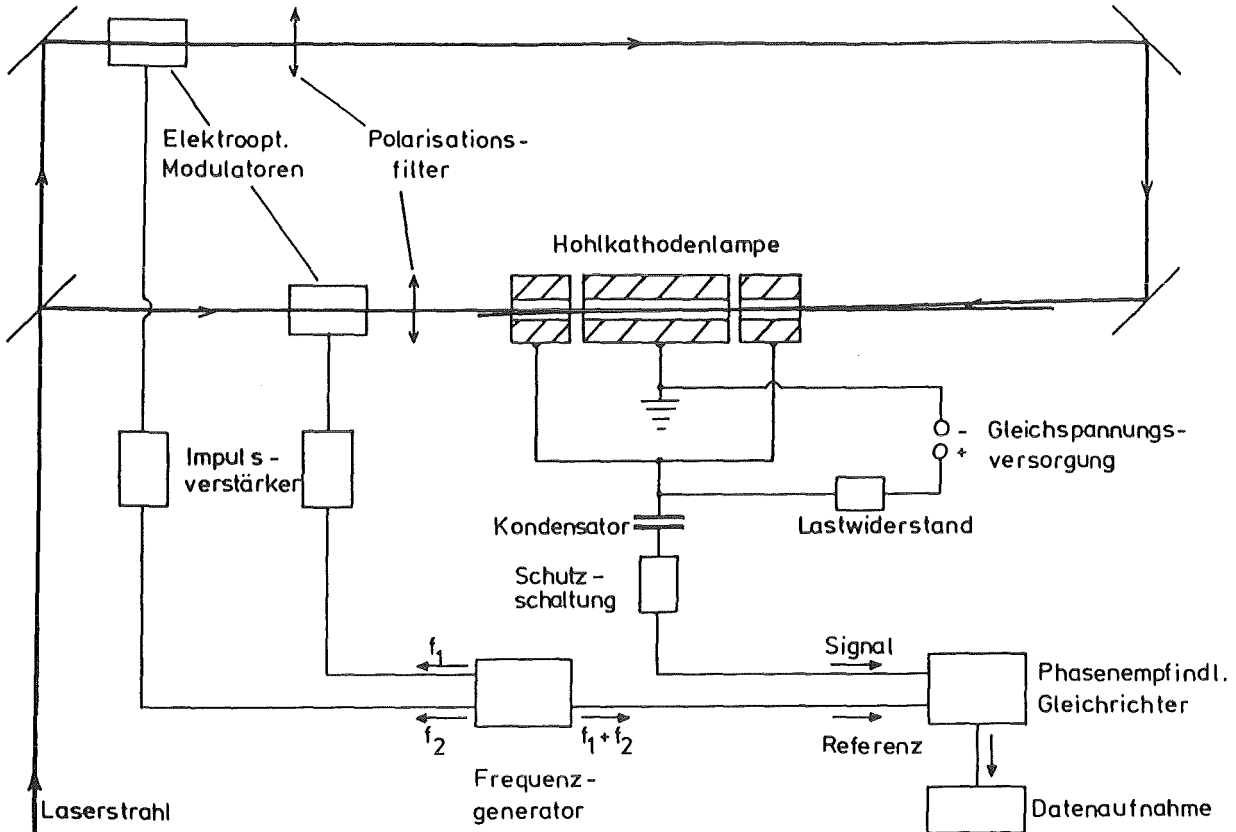 Elektroopt.
Modulatoren
Polarisations-
filter
Hohlkathodenlampe
Impuls-
verstärker
- Gleichspannungs-
+ versorgung
Kondensator
Lastwiderstand
Schutz-
schaltung
f₁
Signal
Phasenempfindl.
Gleichrichter
f₂
f₁+f₂
Referenz
Frequenz-
generator
Laserstrahl
Datenaufnahme